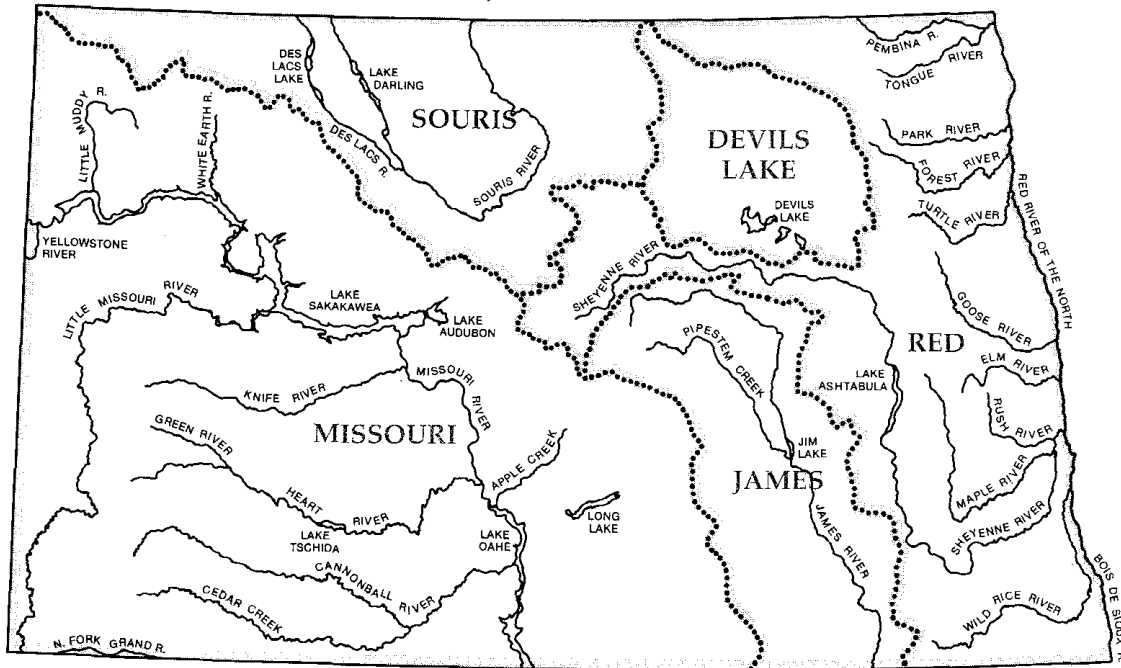 PEMBINA R.
TONGUE RIVER
DES
LACS
LAKE
LAKE
DARLING
SOURIS
DES LACS R.
SOURIS RIVER
LITTLE MUDDY R.
WHITE EARTH R.
DEVILS
LAKE
DEVILS
LAKE
PARK RIVER
FOREST RIVER
TURTLE RIVER
RED RIVER OF THE NORTH
YELLOWSTONE
RIVER
SHEYENNE RIVER
LITTLE MISSOURI RIVER
LAKE
SAKAKAWEA
LAKE
AUDUBON
GOOSE RIVER
RED
PIPESTEM CREEK
LAKE
ASHTABULA
ELM RIVER
RUSH RIVER
KNIFE RIVER
MISSOURI RIVER
GREEN RIVER
MISSOURI
APPLE CREEK
JIM
LAKE
JAMES
MAPLE RIVER
HEART RIVER
LAKE
TSCHIDA
LONG
LAKE
LAKE
OAHE
JAMES RIVER
SHEYENNE RIVER
CANNONBALL RIVER
CEDAR CREEK
BOIS DE SIOUX
WILD RICE RIVER
N. FORK GRAND R.